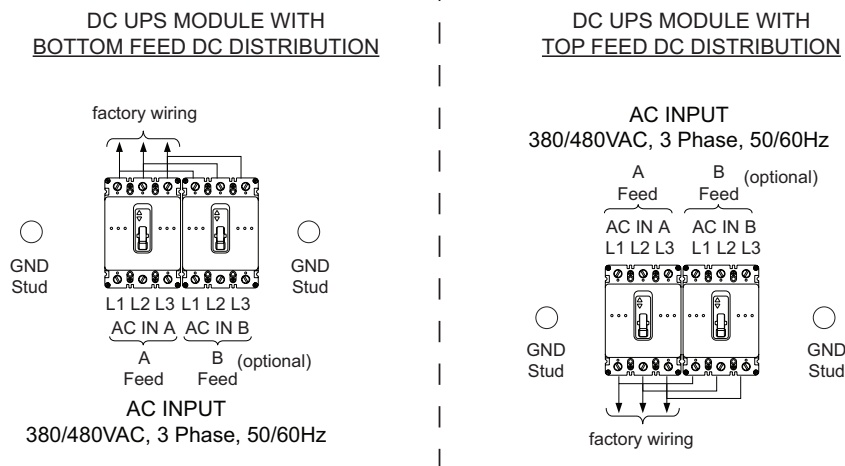 DC UPS MODULE WITH
BOTTOM FEED DC DISTRIBUTION
factory wiring
GND
Stud
GND
Stud
L1 L2 L3 L1 L2 L3
AC IN A AC IN B
A
Feed
B
Feed
(optional)
AC INPUT
380/480VAC, 3 Phase, 50/60Hz
DC UPS MODULE WITH
TOP FEED DC DISTRIBUTION
AC INPUT
380/480VAC, 3 Phase, 50/60Hz
A
Feed
B
Feed
(optional)
AC IN A AC IN B
L1 L2 L3 L1 L2 L3
GND
Stud
GND
Stud
factory wiring